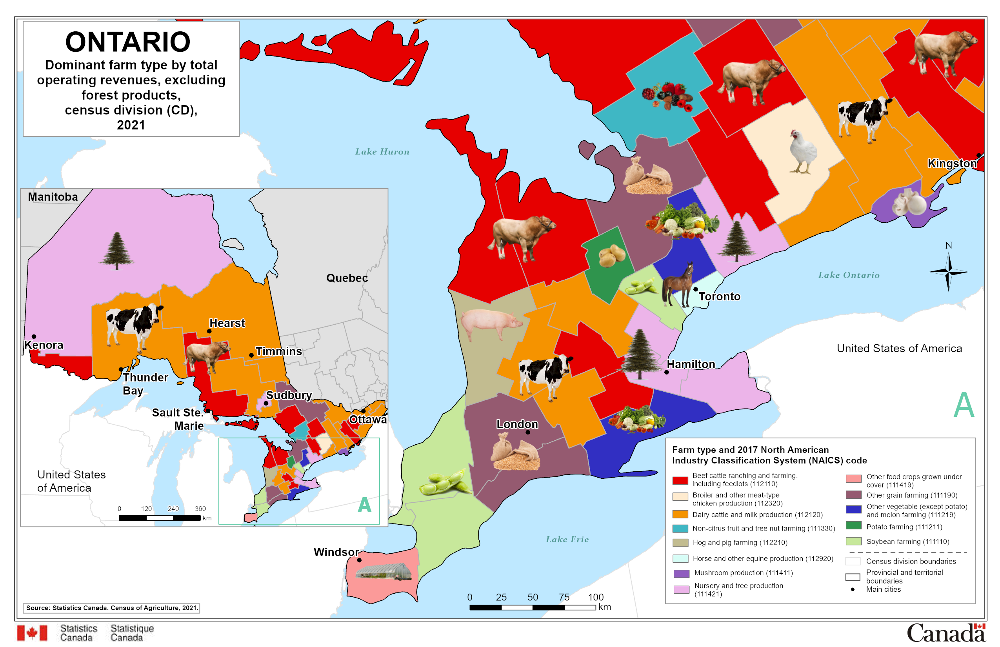 ONTARIO
Dominant farm type by total
operating revenues, excluding
forest products,
census division (CD),
2021
Lake Huron
Kingston
N
Lake Ontario
Toronto
United States of America
Hamilton
A
London
Lake Erie
Windsor
0 25 50 75 100
km
Manitoba
Quebec
Hearst
Kenora
Timmins
Thunder
Bay
Sudbury
Sault Ste.
Marie
Ottawa
United States
of America
0 120 240 360
km
A
Farm type and 2017 North American
Industry Classification System (NAICS) code
Beef cattle ranching and farming,
including feedlots (112110)
Broiler and other meat-type
chicken production (112320)
Dairy cattle and milk production (112120)
Non-citrus fruit and tree nut farming (111330)
Hog and pig farming (112210)
Horse and other equine production (112920)
Mushroom production (111411)
Nursery and tree production
(111421)
Other food crops grown under
cover (111419)
Other grain farming (111190)
Other vegetable (except potato)
and melon farming (111219)
Potato farming (111211)
Soybean farming (111110)
Census division boundaries
Provincial and territorial
boundaries
Main cities
Source: Statistics Canada, Census of Agriculture, 2021.
Statistics Statistique
Canada Canada
Canada